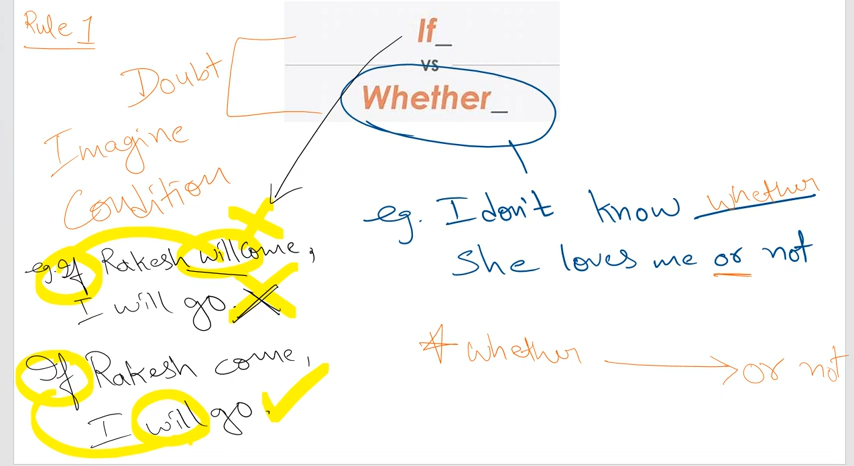 Rule 1
If_
vs
Whether_
Doubt
Imagine
Condition
eg. If Rakesh will come,
I will go.
If Rakesh come,
I will go.
eg. I don't know whether
She loves me or not
* whether → or not